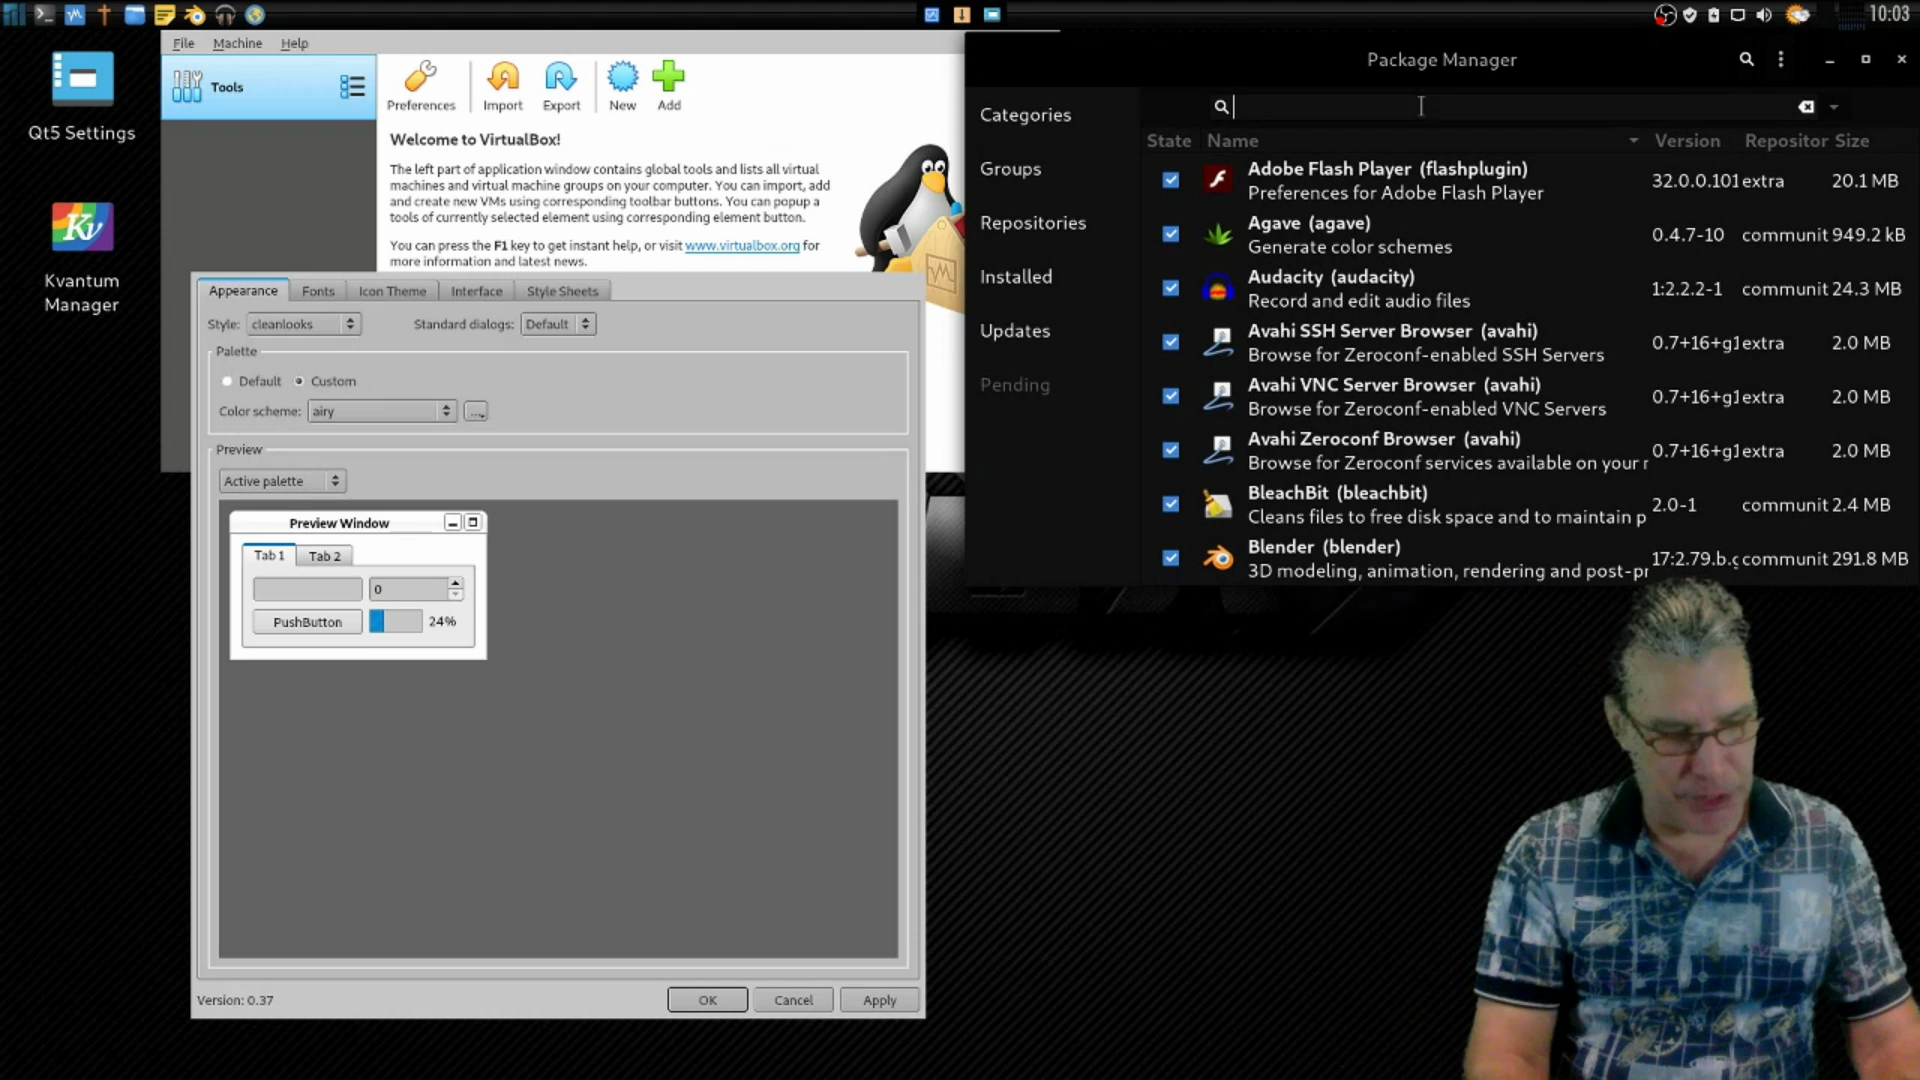 10:03
Qt5 Settings
Kv
Kvantum
Manager
File Machine Help
Tools
Preferences Import Export New Add
Welcome to VirtualBox!
The left part of application window contains global tools and lists all virtual
machines and virtual machine groups on your computer. You can import, add
and create new VMs using corresponding toolbar buttons. You can popup a
tools of currently selected element using corresponding element button.
You can press the F1 key to get instant help, or visit www.virtualbox.org for
more information and latest news.
Appearance Fonts Icon Theme Interface Style Sheets
Style: cleanlooks Standard dialogs: Default
Palette
Default Custom
Color scheme: airy ...
Preview
Active palette
Preview Window
Tab 1 Tab 2
0
PushButton 24%
Version: 0.37 OK Cancel Apply
Package Manager
Categories
Groups
Repositories
Installed
Updates
Pending
State Name Version Repositor Size
Adobe Flash Player (flashplugin) 32.0.0.101 extra 20.1 MB
Preferences for Adobe Flash Player
Agave (agave) 0.4.7-10 communit 949.2 kB
Generate color schemes
Audacity (audacity) 1:2.2.2-1 communit 24.3 MB
Record and edit audio files
Avahi SSH Server Browser (avahi) 0.7+16+g1 extra 2.0 MB
Browse for Zeroconf-enabled SSH Servers
Avahi VNC Server Browser (avahi) 0.7+16+g1 extra 2.0 MB
Browse for Zeroconf-enabled VNC Servers
Avahi Zeroconf Browser (avahi) 0.7+16+g1 extra 2.0 MB
Browse for Zeroconf services available on your r
BleachBit (bleachbit) 2.0-1 communit 2.4 MB
Cleans files to free disk space and to maintain p
Blender (blender) 17:2.79.b.g communit 291.8 MB
3D modeling, animation, rendering and post-pr